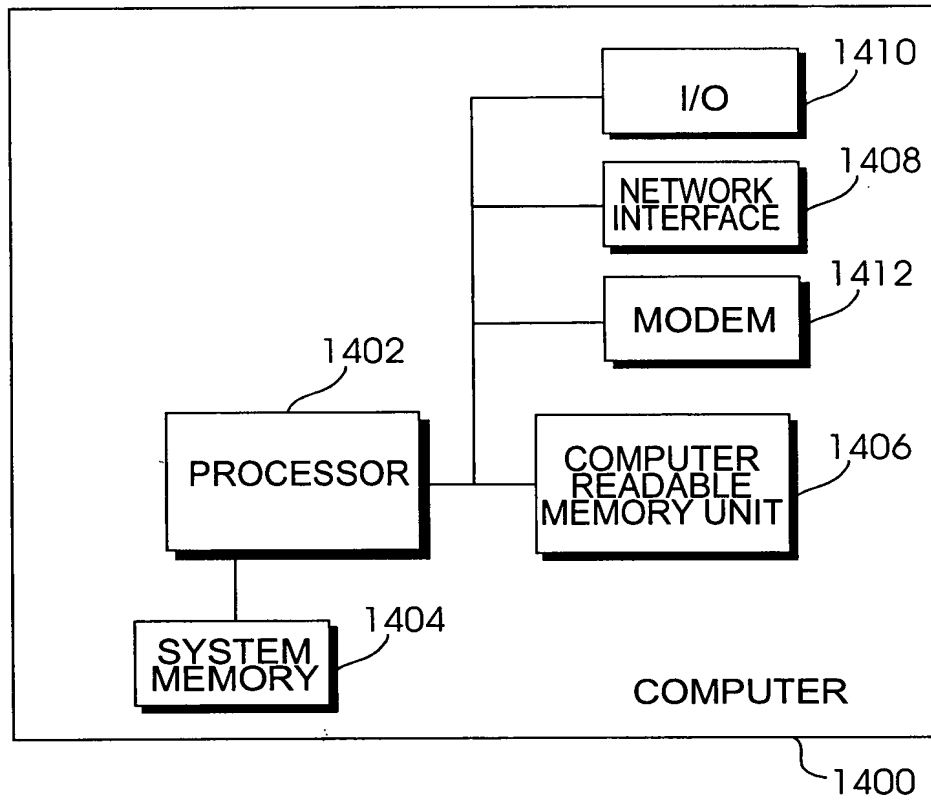 1410
I/O
1408
NETWORK
INTERFACE
1412
MODEM
1402
PROCESSOR
COMPUTER
READABLE
MEMORY UNIT
1406
1404
SYSTEM
MEMORY
COMPUTER
1400